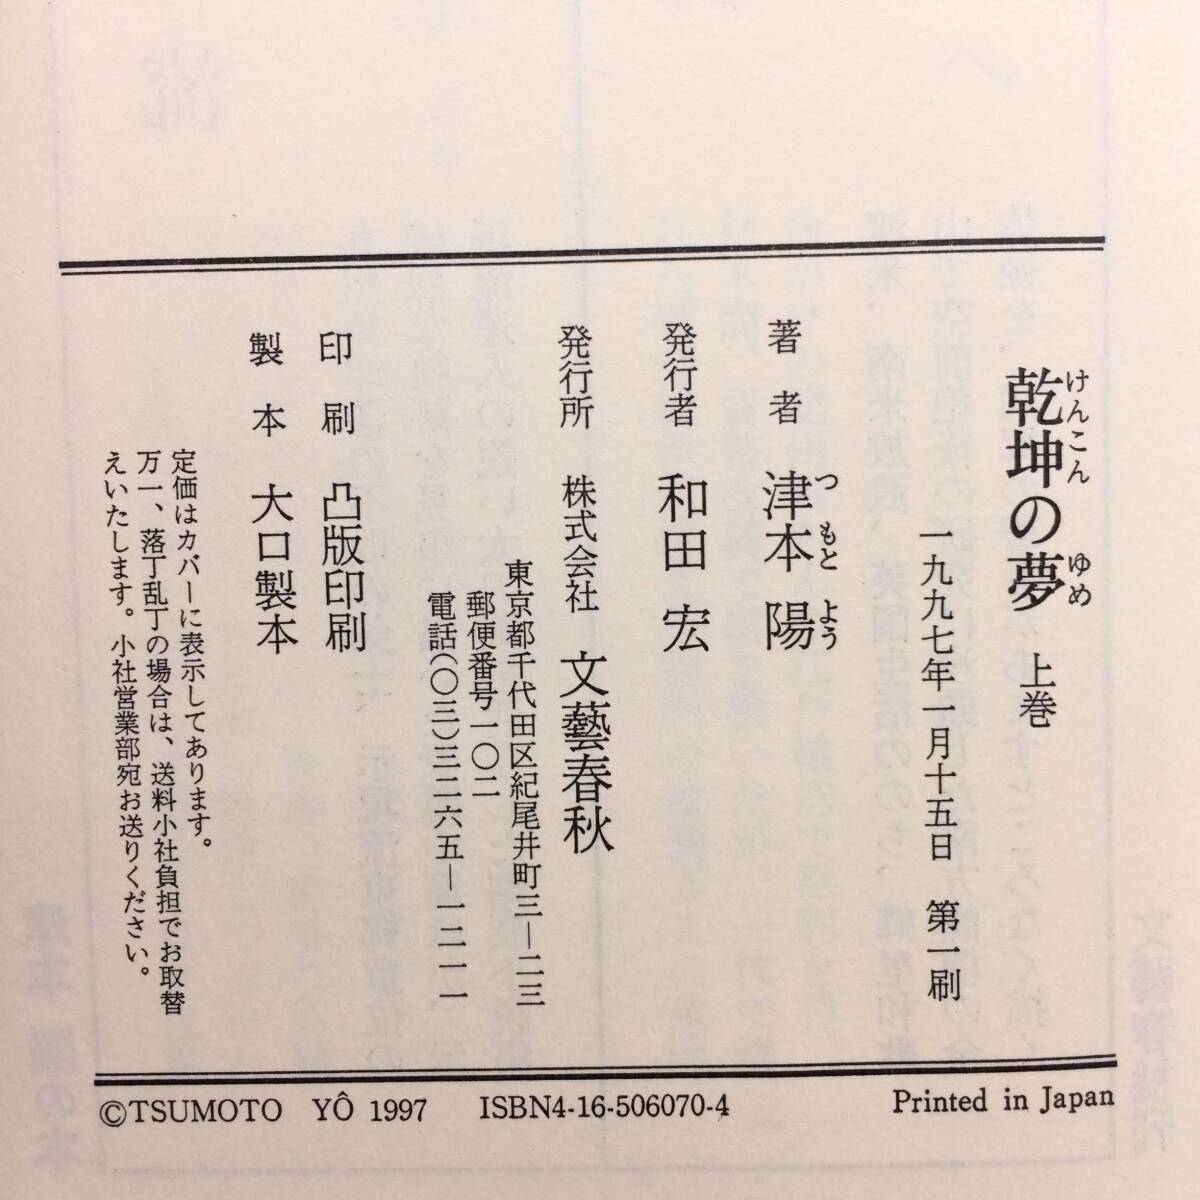 乾坤の夢 上巻
けんこん ゆめ
一九九七年一月十五日 第一刷
著者 津本 陽
つもと よう
発行者 和田 宏
発行所 株式会社 文藝春秋
東京都千代田区紀尾井町三―二三
郵便番号一〇二
電話(〇三)三二六五―一二一一
印刷 凸版印刷
製本 大口製本
定価はカバーに表示してあります。
万一、落丁乱丁の場合は、送料小社負担でお取替
えいたします。小社営業部宛お送りください。
©TSUMOTO YÔ 1997 ISBN4-16-506070-4 Printed in Japan